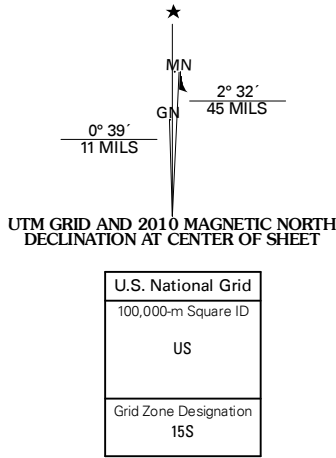 ★
MN
2° 32´
45 MILS
GN
0° 39´
11 MILS
UTM GRID AND 2010 MAGNETIC NORTH
DECLINATION AT CENTER OF SHEET
U.S. National Grid
100,000-m Square ID
US
Grid Zone Designation
15S